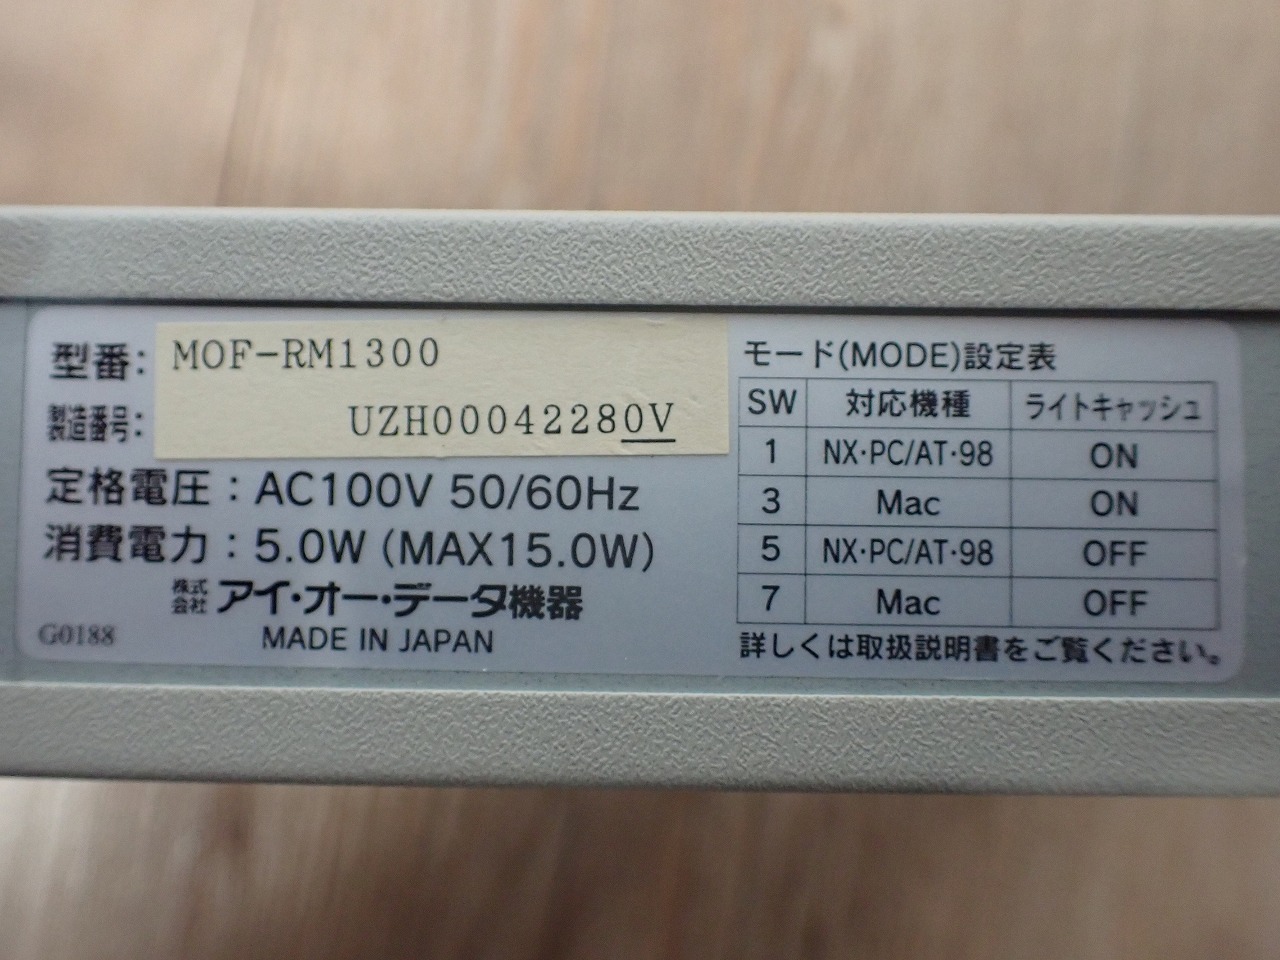 型番: MOF-RM1300
製造番号: UZH00042280V
定格電圧:AC100V 50/60Hz
消費電力:5.0W (MAX15.0W)
株式会社 アイ・オー・データ機器
G0188 MADE IN JAPAN
モード(MODE)設定表
SW 対応機種 ライトキャッシュ
1 NX・PC/AT・98 ON
3 Mac ON
5 NX・PC/AT・98 OFF
7 Mac OFF
詳しくは取扱説明書をご覧ください。